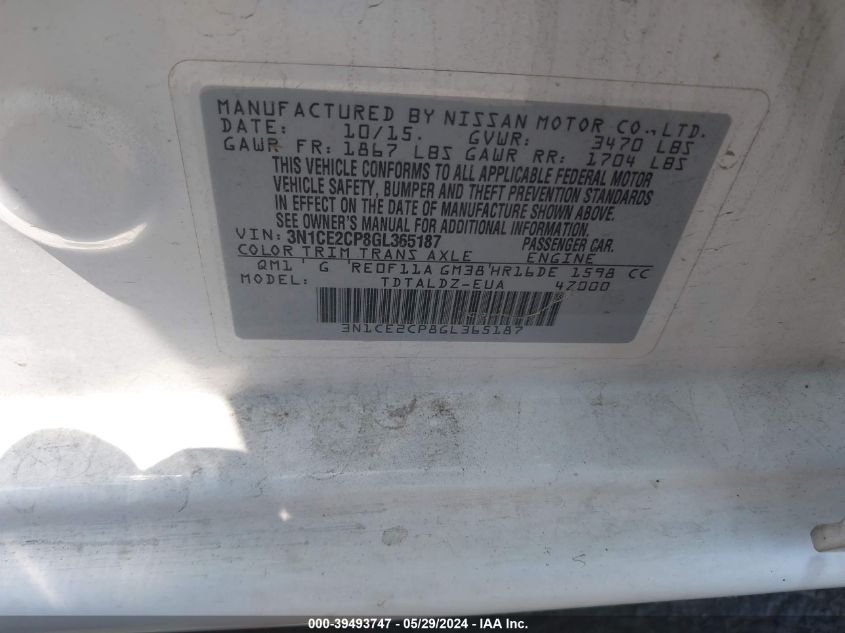 MANUFACTURED BY NISSAN MOTOR CO., LTD.
DATE: 10/15. GVWR: 3470 LBS
GAWR FR: 1867 LBS GAWR RR: 1704 LBS
THIS VEHICLE CONFORMS TO ALL APPLICABLE FEDERAL MOTOR
VEHICLE SAFETY, BUMPER AND THEFT PREVENTION STANDARDS
IN EFFECT ON THE DATE OF MANUFACTURE SHOWN ABOVE.
SEE OWNER'S MANUAL FOR ADDITIONAL INFORMATION.
VIN: 3N1CE2CP8GL365187 PASSENGER CAR.
COLOR TRIM TRANS AXLE ENGINE
QM1 G RE0F11A GM38 HR16DE 1598 CC
MODEL: TDTALDZ-EUA 4Z000
3N1CE2CP8GL365187
000-39493747 - 05/29/2024 - IAA Inc.